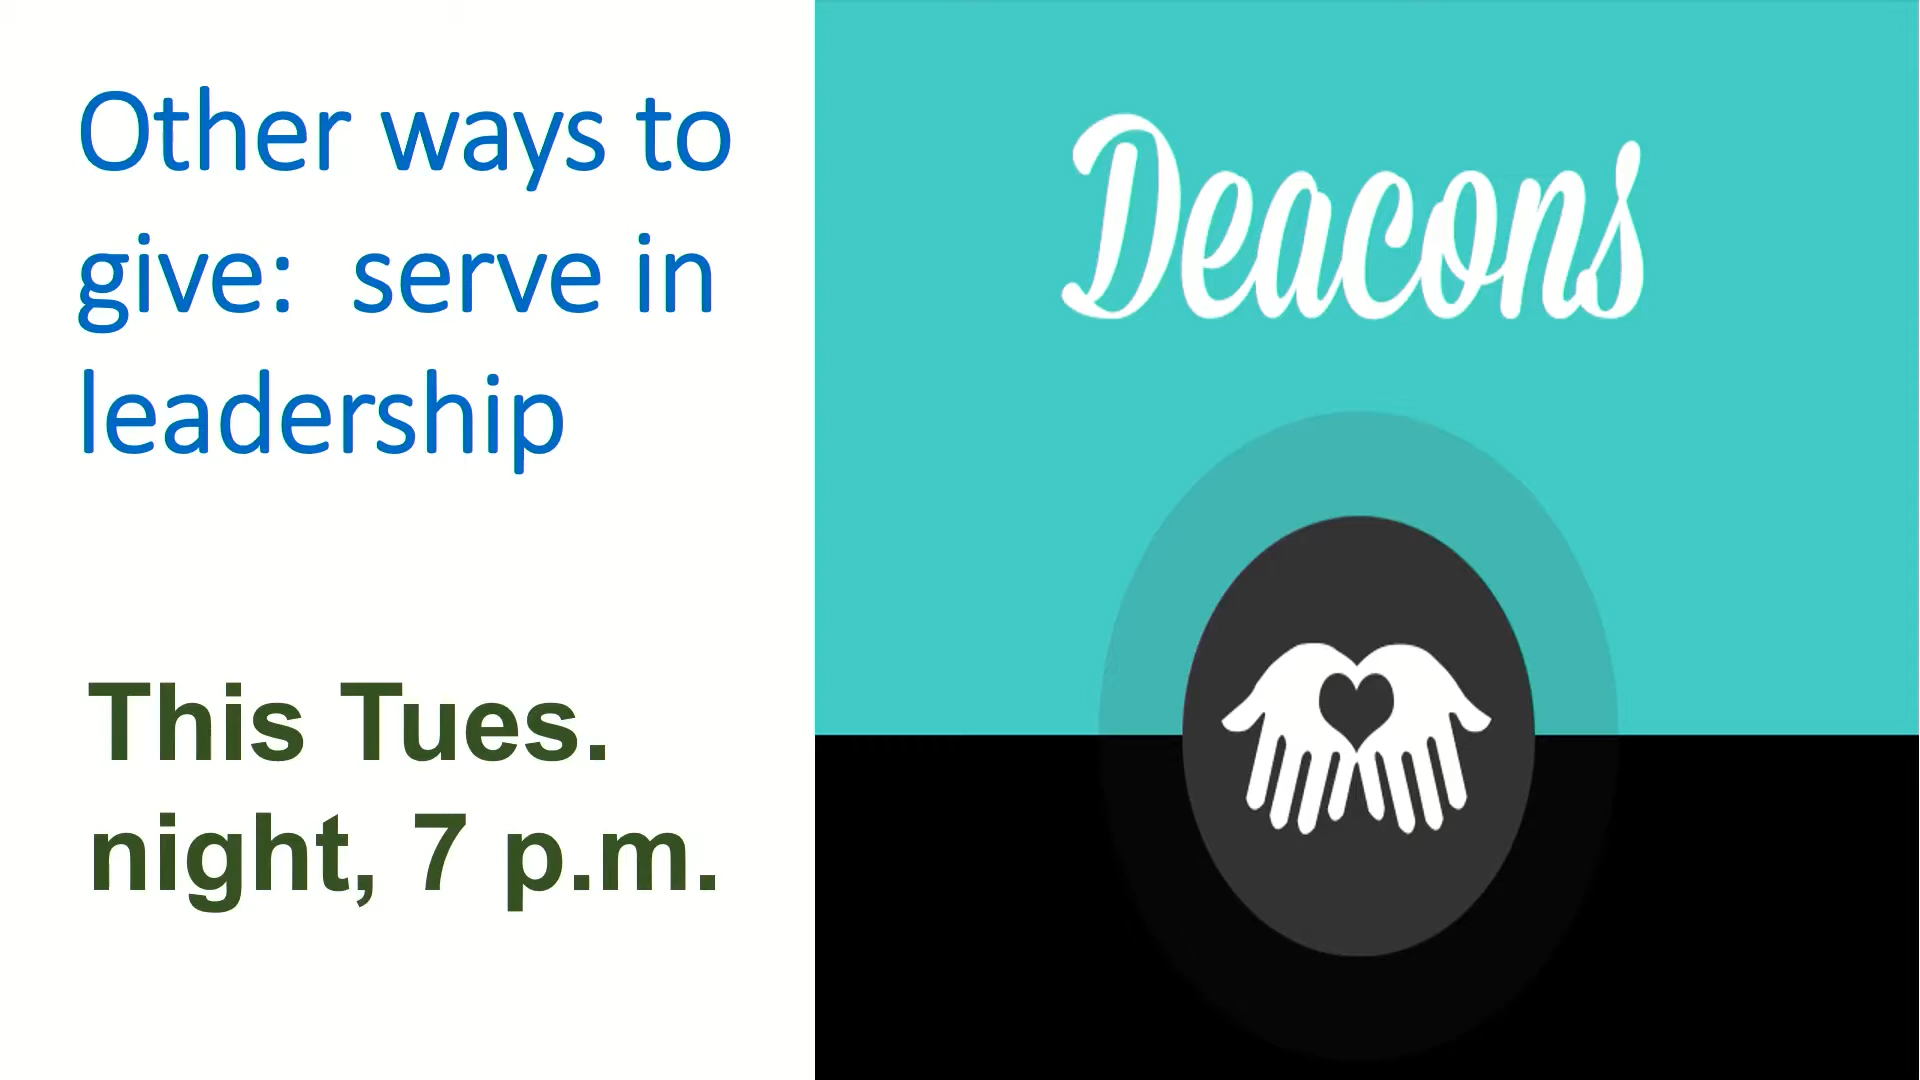 Other ways to
give:  serve in
leadership
This Tues.
night, 7 p.m.
Deacons